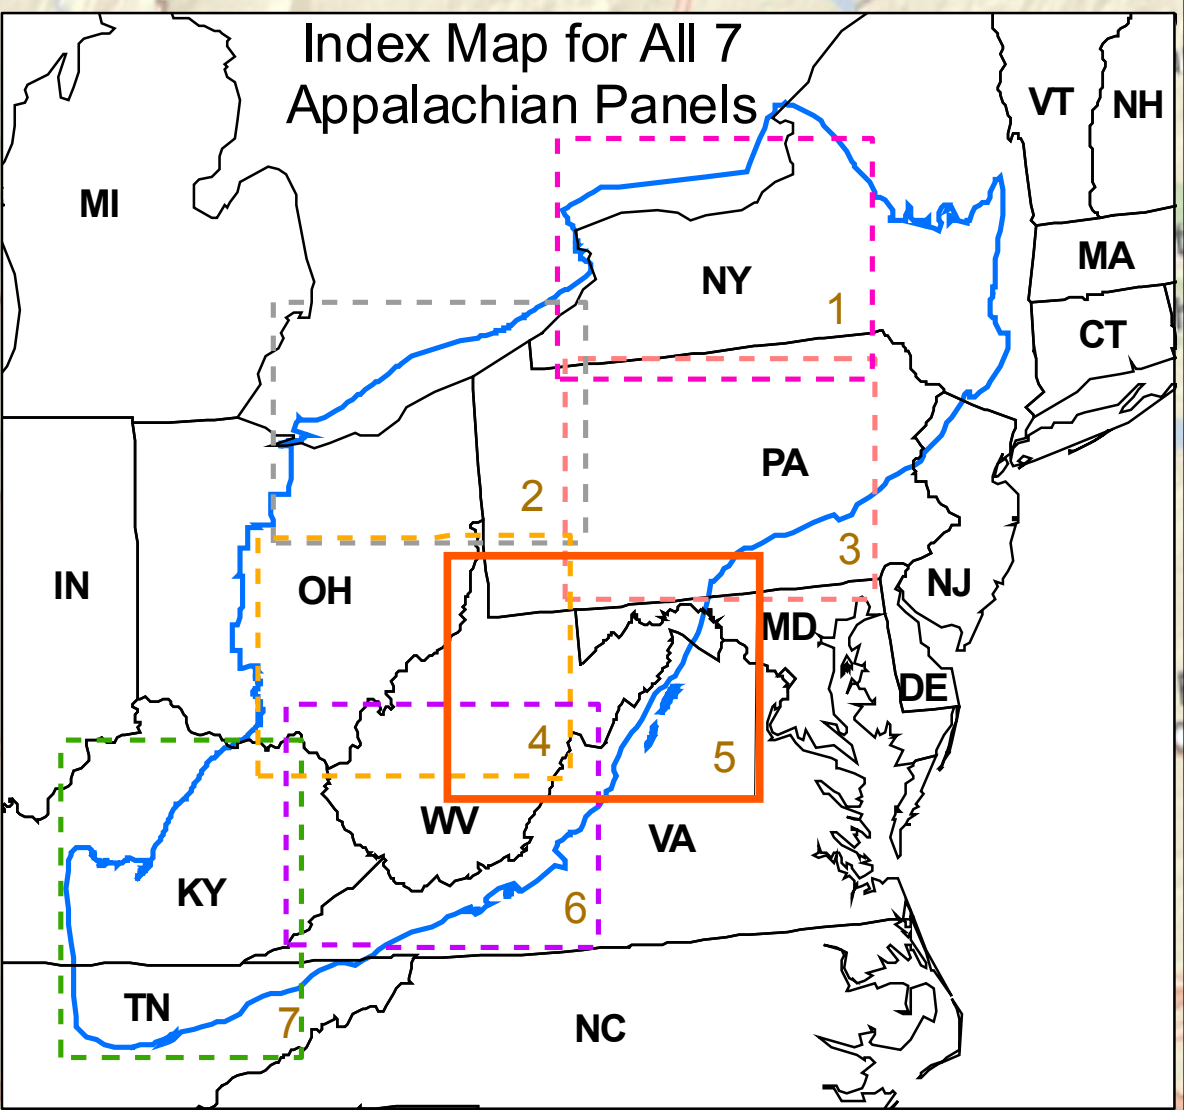 Index Map for All 7
Appalachian Panels
VT
NH
MI
MA
NY
1
CT
PA
2
3
IN
OH
NJ
MD
DE
4
5
WV
VA
KY
6
TN
7
NC